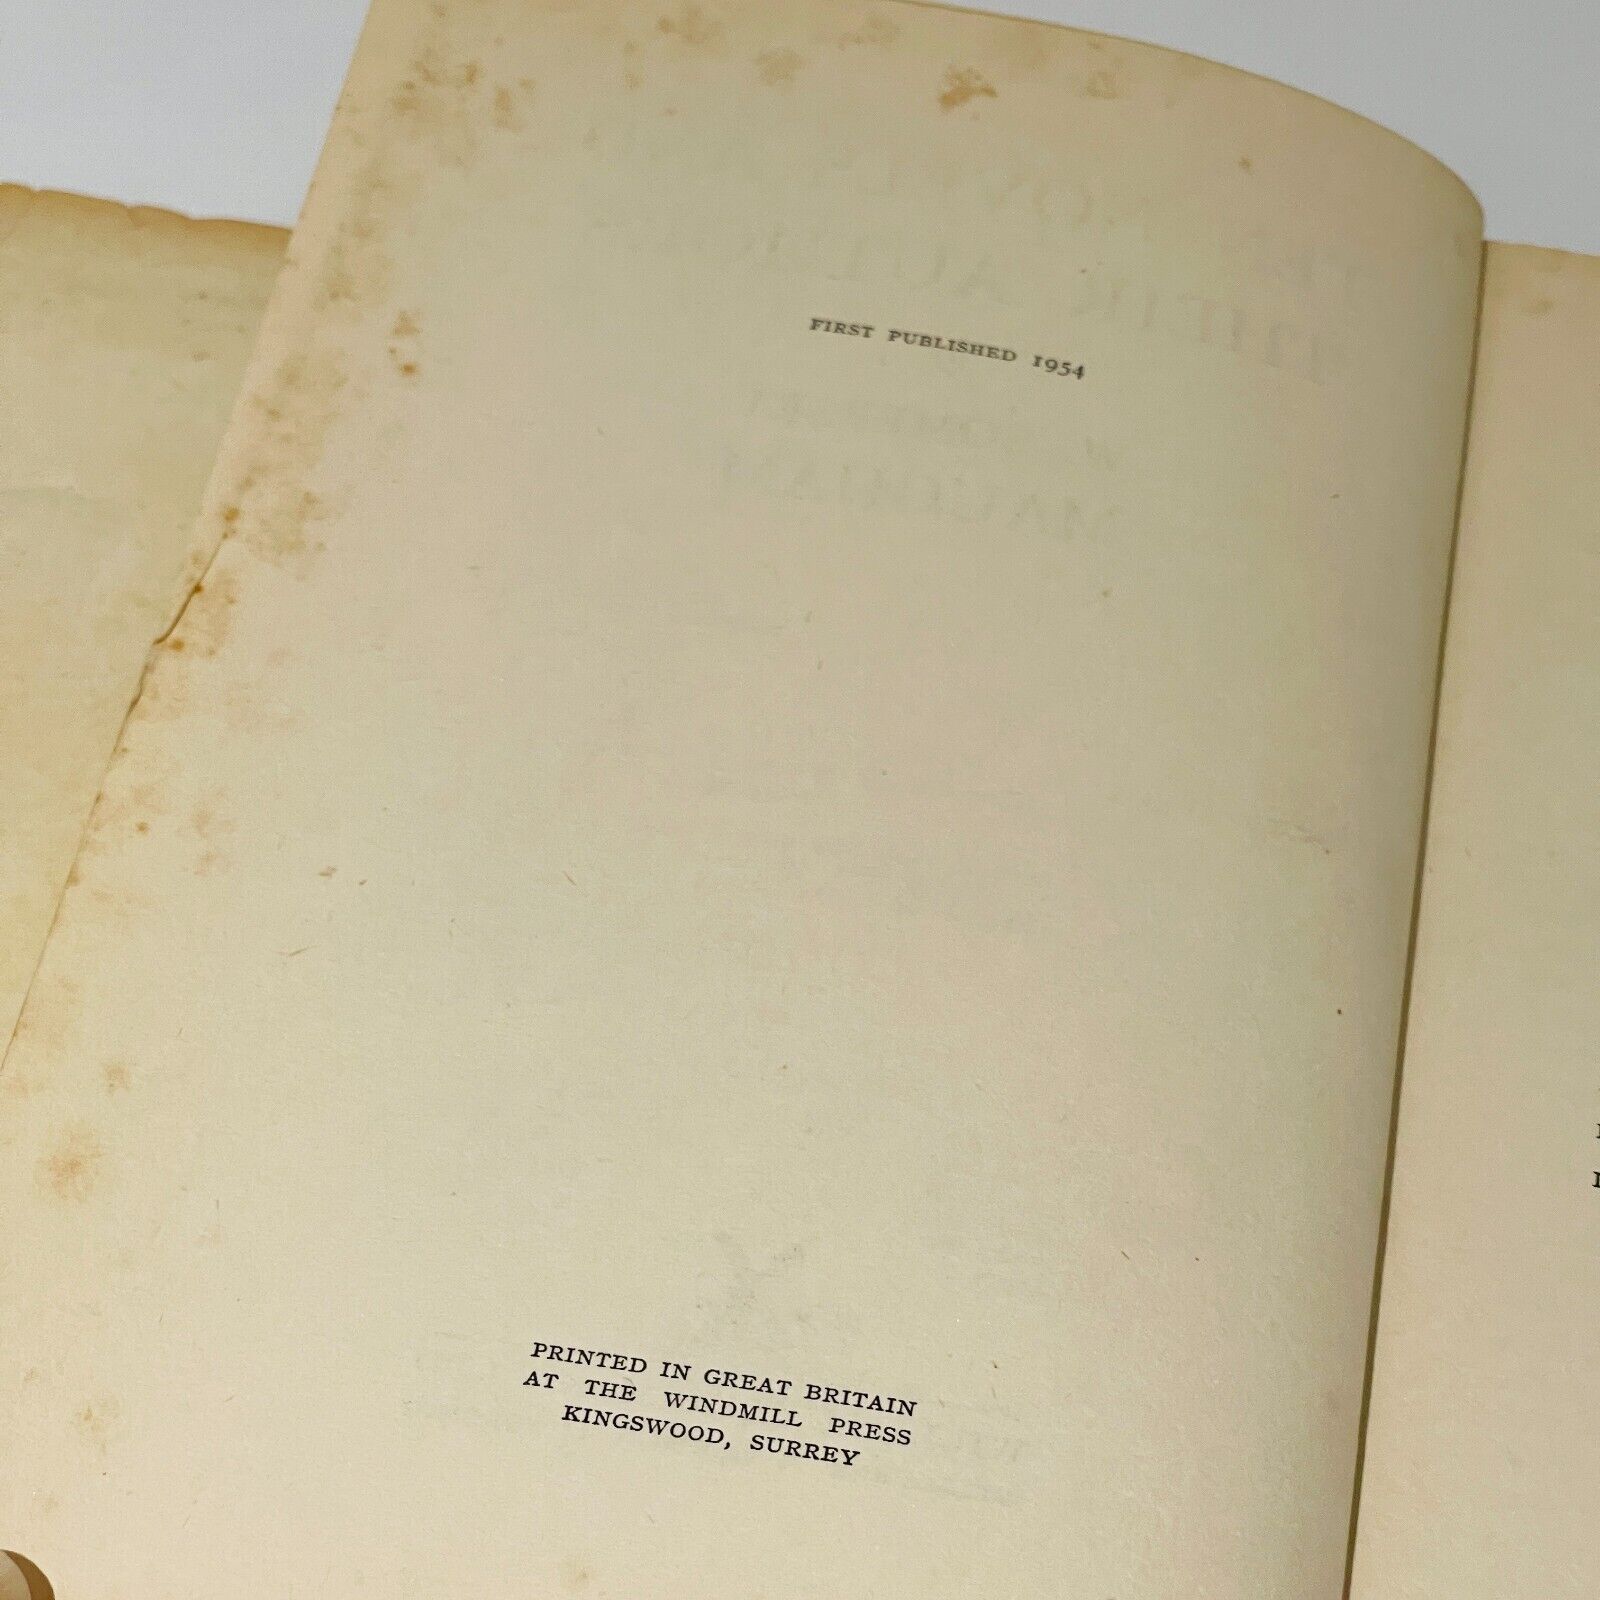 FIRST PUBLISHED 1954
PRINTED IN GREAT BRITAIN
AT THE WINDMILL PRESS
KINGSWOOD, SURREY